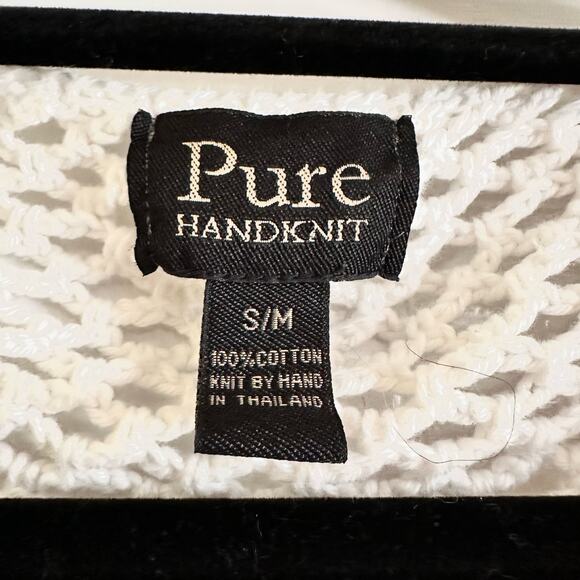 Pure
HANDKNIT
S/M
100% COTTON
KNIT BY HAND
IN THAILAND